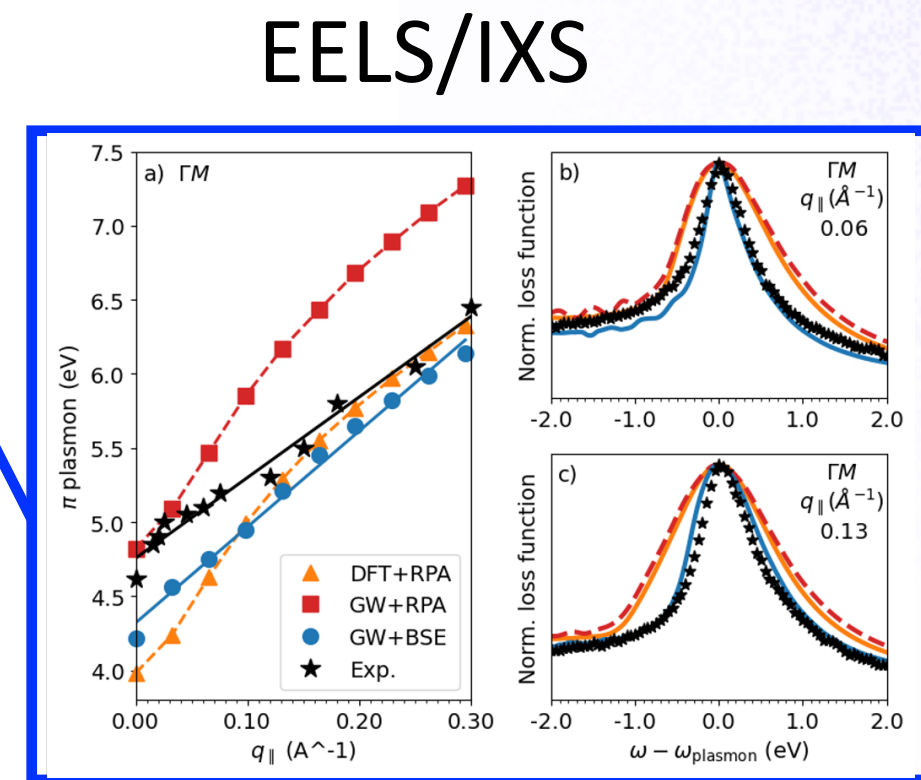 EELS/IXS
a) ΓM
7.5
7.0
6.5
6.0
5.5
5.0
4.5
4.0
π plasmon (eV)
DFT+RPA
GW+RPA
GW+BSE
Exp.
0.00 0.10 0.20 0.30
q∥ (A^-1)
b)
ΓM
q∥(Å⁻¹)
0.06
Norm. loss function
-2.0 -1.0 0.0 1.0 2.0
c)
ΓM
q∥(Å⁻¹)
0.13
Norm. loss function
-2.0 -1.0 0.0 1.0 2.0
ω − ωplasmon (eV)